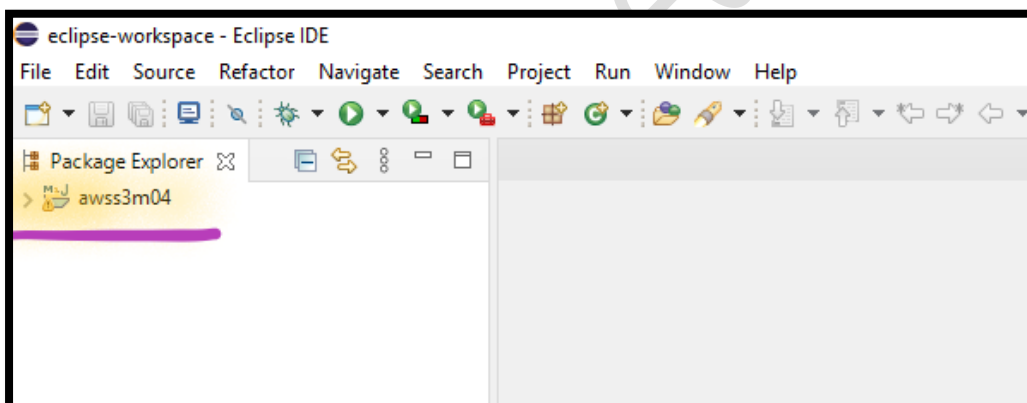 eclipse-workspace - Eclipse IDE
File Edit Source Refactor Navigate Search Project Run Window Help
Package Explorer
awss3m04